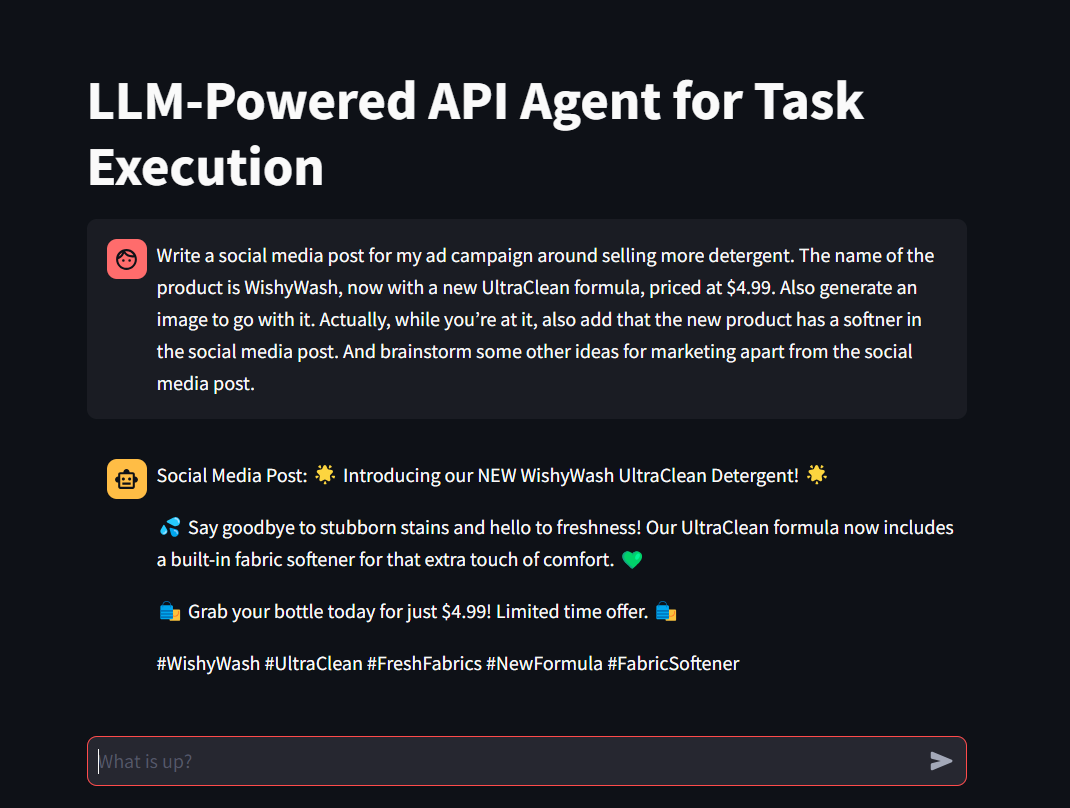 LLM-Powered API Agent for Task
Execution
Write a social media post for my ad campaign around selling more detergent. The name of the
product is WishyWash, now with a new UltraClean formula, priced at $4.99. Also generate an
image to go with it. Actually, while you’re at it, also add that the new product has a softner in
the social media post. And brainstorm some other ideas for marketing apart from the social
media post.
Social Media Post: 🌟 Introducing our NEW WishyWash UltraClean Detergent! 🌟
💦 Say goodbye to stubborn stains and hello to freshness! Our UltraClean formula now includes
a built-in fabric softener for that extra touch of comfort. 💚
🛍️ Grab your bottle today for just $4.99! Limited time offer. 🛍️
#WishyWash #UltraClean #FreshFabrics #NewFormula #FabricSoftener
What is up?